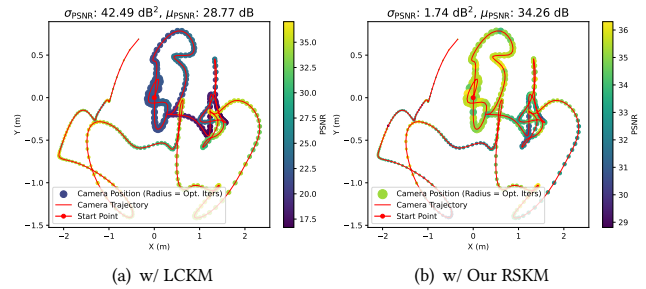 σPSNR: 42.49 dB², μPSNR: 28.77 dB
Y (m)
0.5
0.0
−0.5
−1.0
−1.5
−2
−1
0
1
2
X (m)
Camera Position (Radius = Opt. Iters)
Camera Trajectory
Start Point
35.0
32.5
30.0
27.5
25.0
22.5
20.0
17.5
PSNR
(a) w/ LCKM
σPSNR: 1.74 dB², μPSNR: 34.26 dB
Y (m)
0.5
0.0
−0.5
−1.0
−1.5
−2
−1
0
1
2
X (m)
Camera Position (Radius = Opt. Iters)
Camera Trajectory
Start Point
36
35
34
33
32
31
30
29
PSNR
(b) w/ Our RSKM